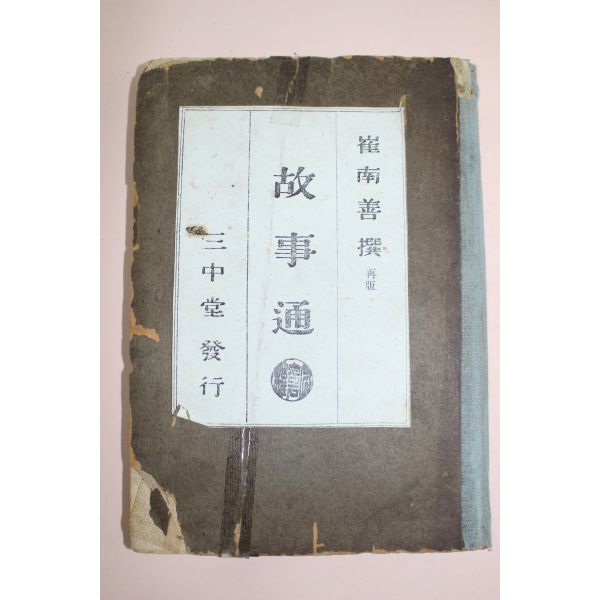 崔南善撰 再版
故事通
三中堂發行